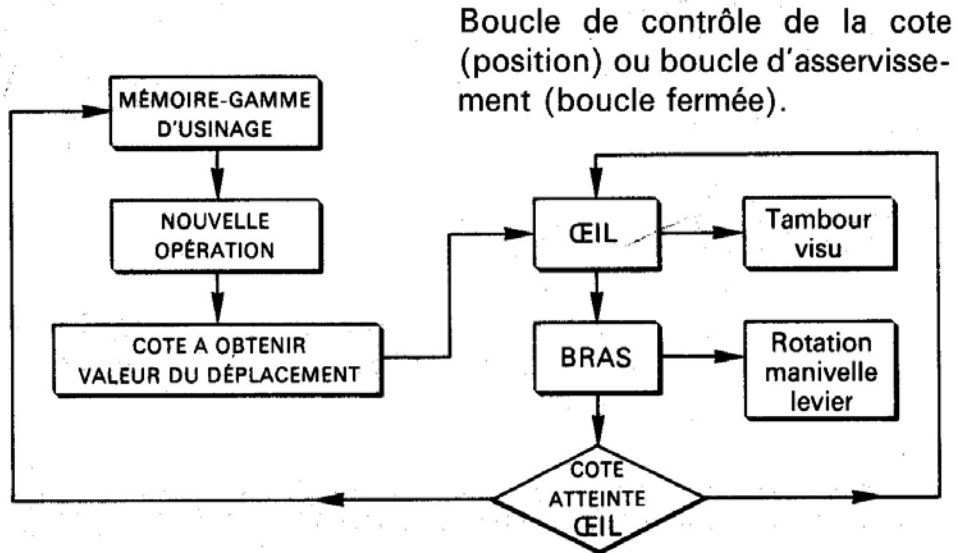 Boucle de contrôle de la cote
(position) ou boucle d'asservisse-
ment (boucle fermée).
MÉMOIRE-GAMME
D'USINAGE
NOUVELLE
OPÉRATION
COTE A OBTENIR
VALEUR DU DÉPLACEMENT
ŒIL
Tambour
visu
BRAS
Rotation
manivelle
levier
COTE
ATTEINTE
ŒIL